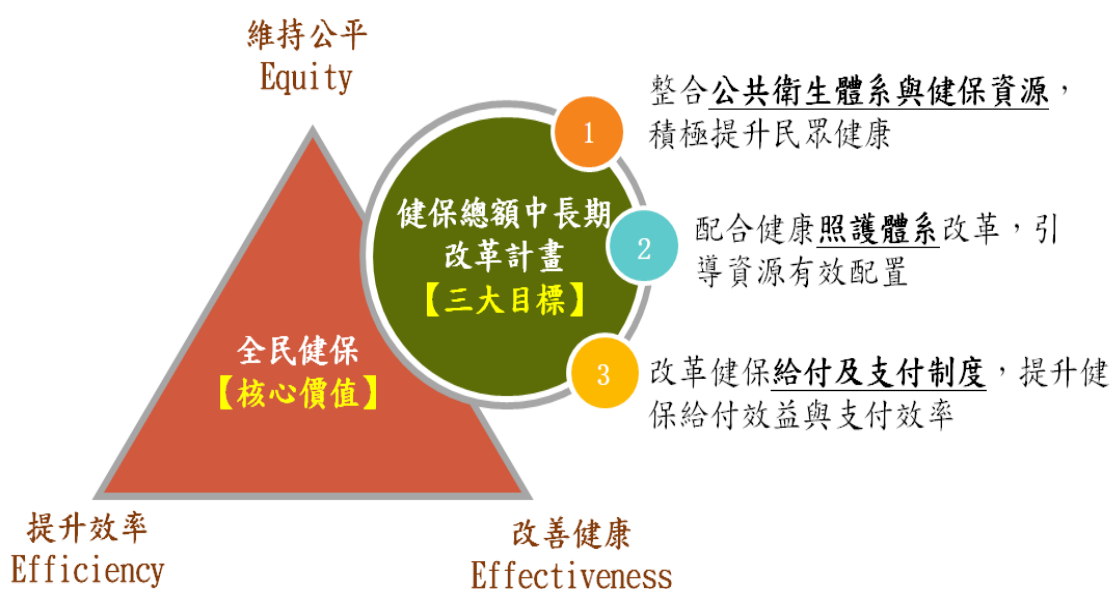 維持公平
Equity
整合公共衛生體系與健保資源，
積極提升民眾健康
1
健保總額中長期
改革計畫
【三大目標】
2
配合健康照護體系改革，引
導資源有效配置
全民健保
【核心價值】
3
改革健保給付及支付制度，提升健
保給付效益與支付效率
提升效率
Efficiency
改善健康
Effectiveness